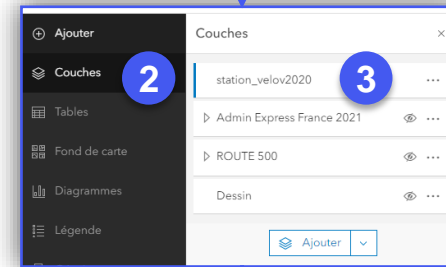 Ajouter
Couches
2
Tables
Fond de carte
Diagrammes
Légende
Couches
×
station_velov2020
3
...
Admin Express France 2021
...
ROUTE 500
...
Dessin
...
Ajouter